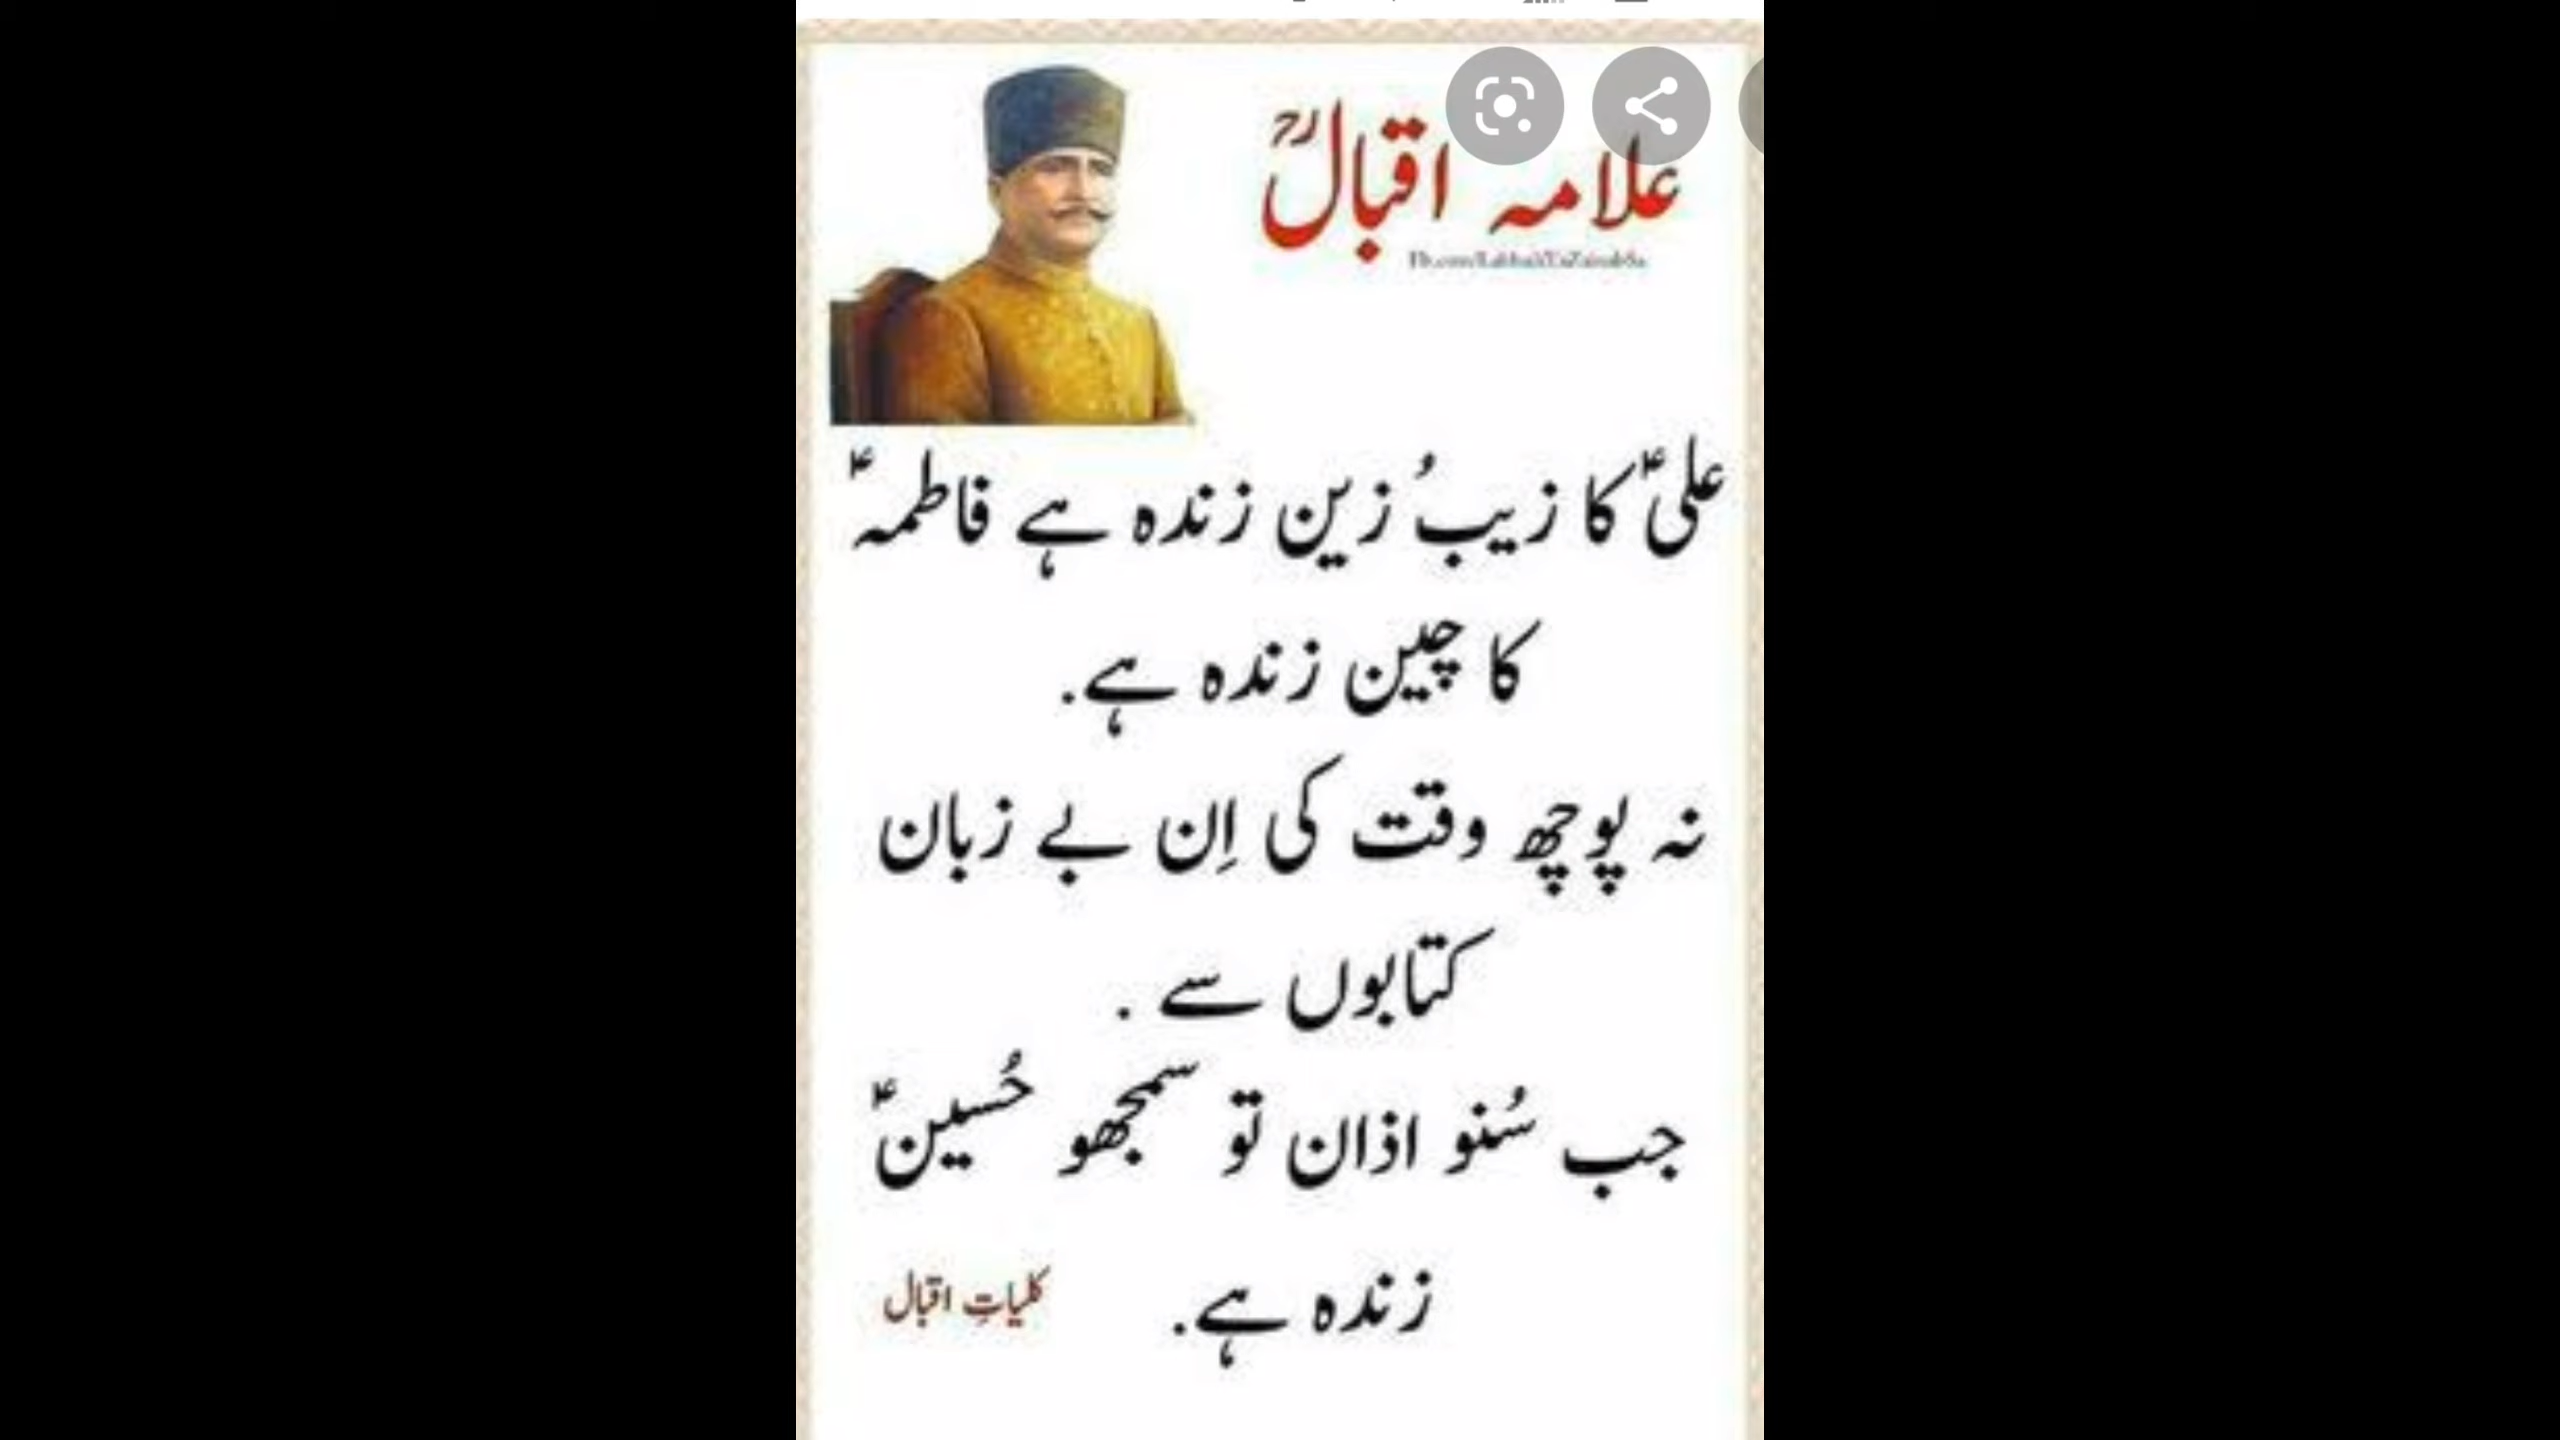 علامہ اقبالؒ
علیؑ کا زیبُ زین زندہ ہے فاطمہؑ
کا چین زندہ ہے.
نہ پوچھ وقت کی اِن بے زبان
کتابوں سے .
جب سُنو اذان تو سمجھو حُسینؑ
زندہ ہے.
کلیاتِ اقبال